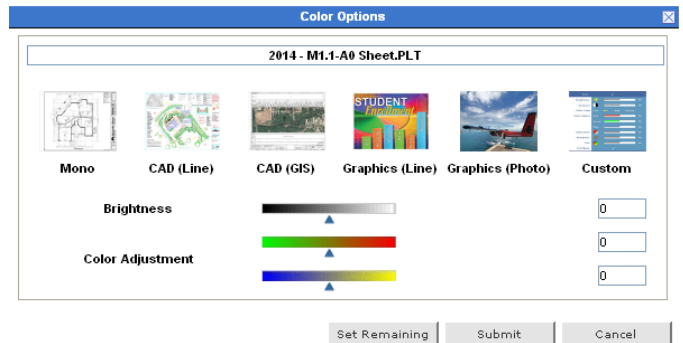 Color Options
2014 - M1.1-A0 Sheet.PLT
STUDENT
Enrollment
Mono CAD (Line) CAD (GIS) Graphics (Line) Graphics (Photo) Custom
Brightness 0
0
Color Adjustment
0
Set Remaining Submit Cancel